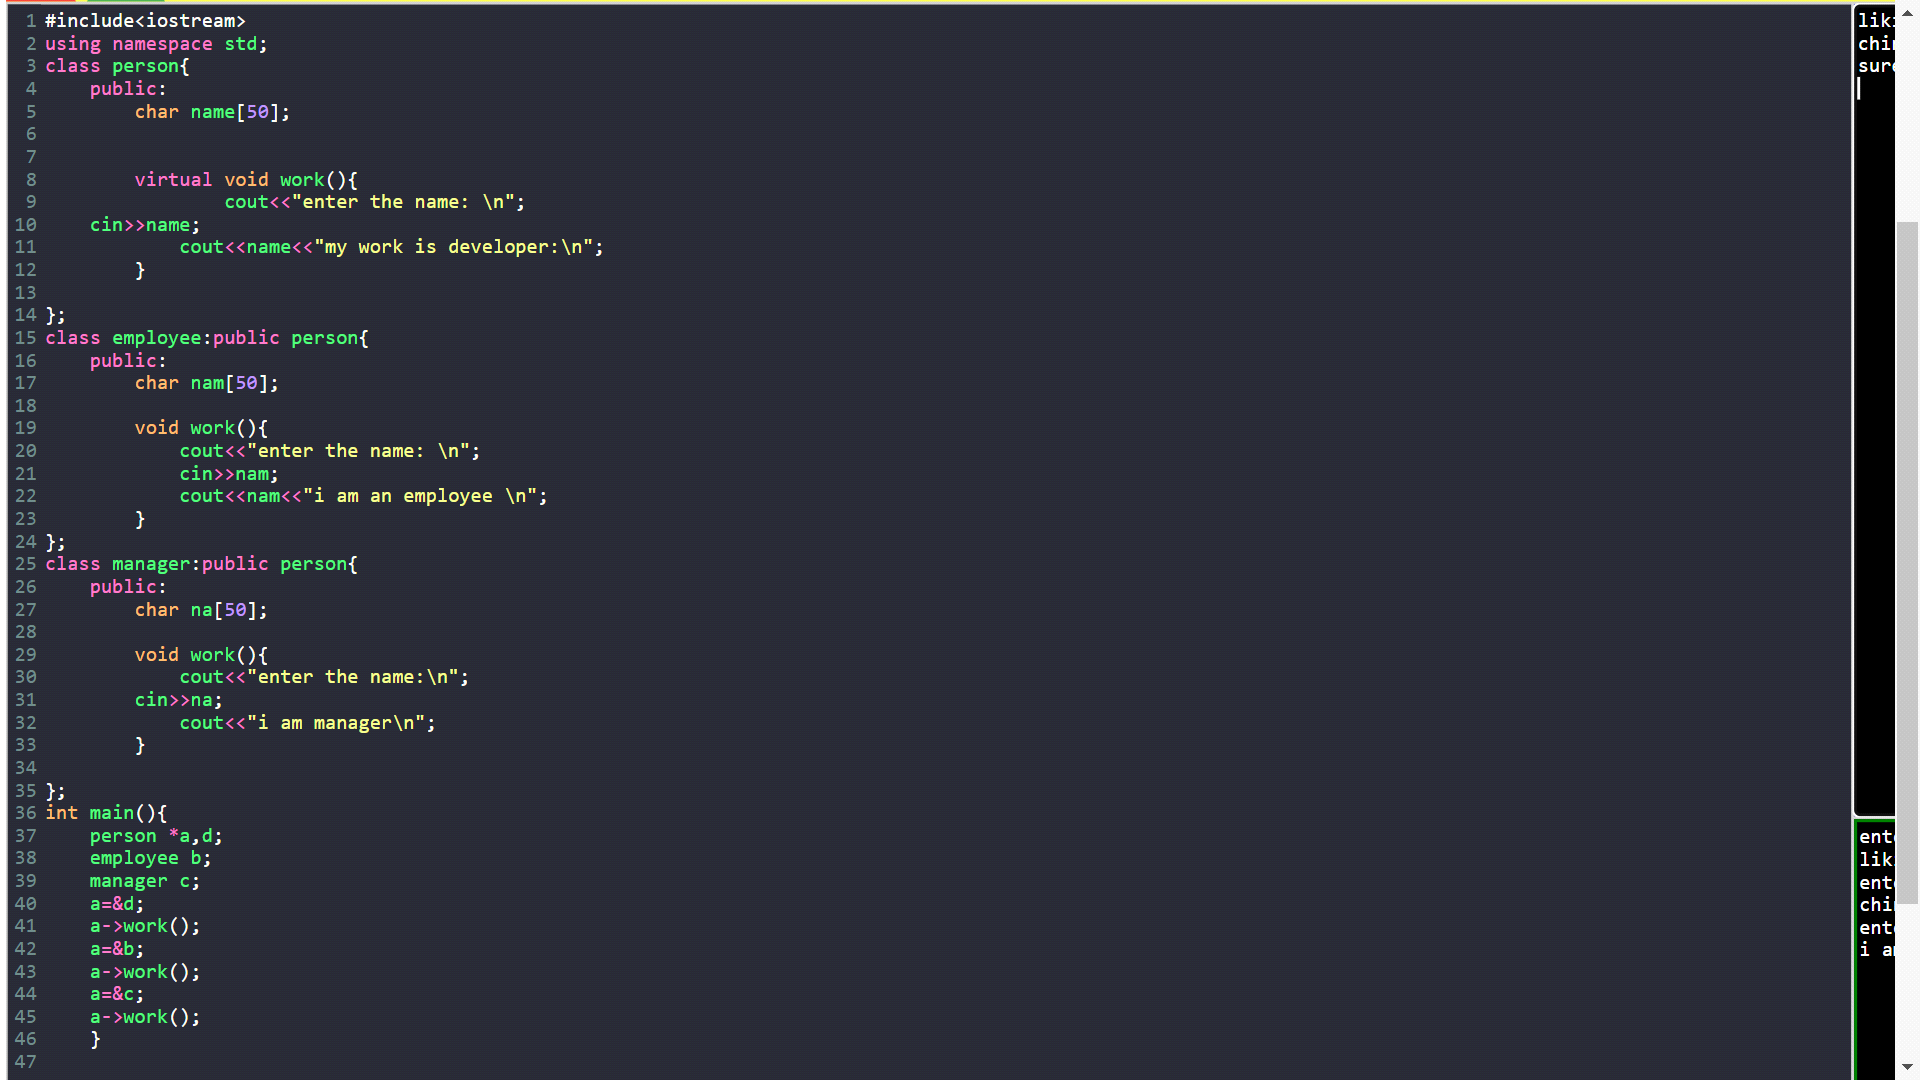 1 #include<iostream>
2 using namespace std;
3 class person{
4     public:
5         char name[50];
6
7
8         virtual void work(){
9                 cout<<"enter the name: \n";
10     cin>>name;
11             cout<<name<<"my work is developer:\n";
12         }
13
14 };
15 class employee:public person{
16     public:
17         char nam[50];
18
19         void work(){
20             cout<<"enter the name: \n";
21             cin>>nam;
22             cout<<nam<<"i am an employee \n";
23         }
24 };
25 class manager:public person{
26     public:
27         char na[50];
28
29         void work(){
30             cout<<"enter the name:\n";
31         cin>>na;
32             cout<<"i am manager\n";
33         }
34
35 };
36 int main(){
37     person *a,d;
38     employee b;
39     manager c;
40     a=&d;
41     a->work();
42     a=&b;
43     a->work();
44     a=&c;
45     a->work();
46     }
47